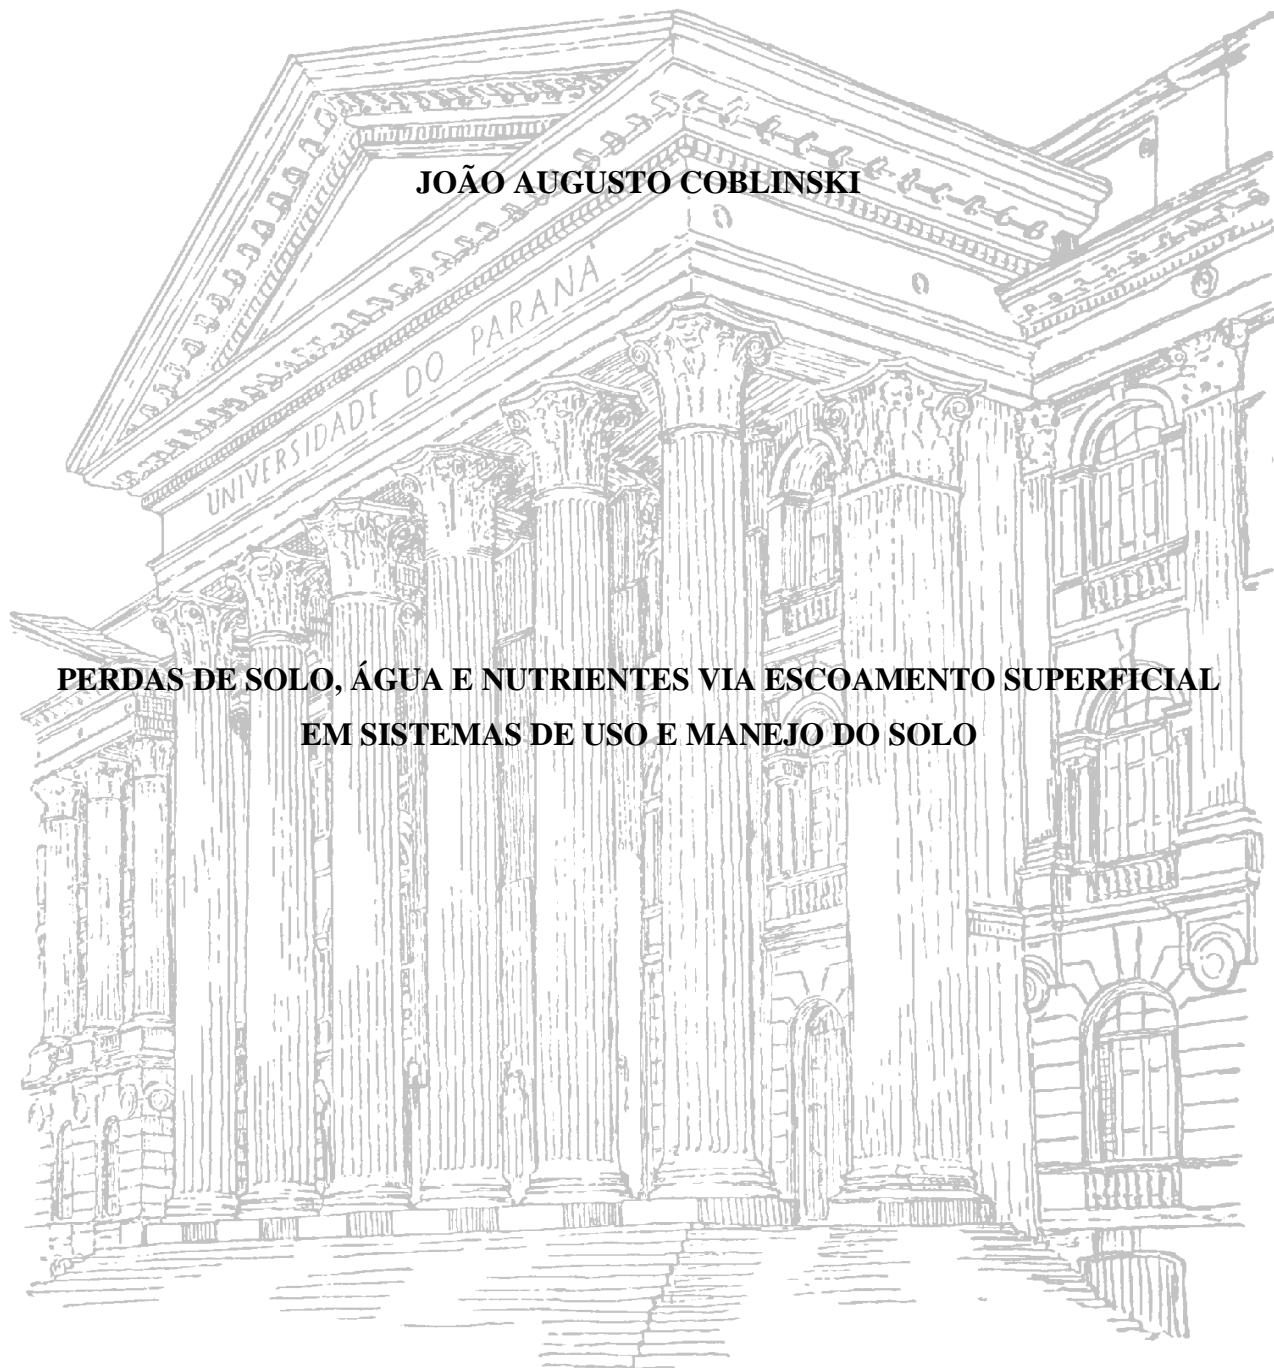 JOÃO AUGUSTO COBLINSKI
UNIVERSIDADE DO PARANÁ
PERDAS DE SOLO, ÁGUA E NUTRIENTES VIA ESCOAMENTO SUPERFICIAL
EM SISTEMAS DE USO E MANEJO DO SOLO